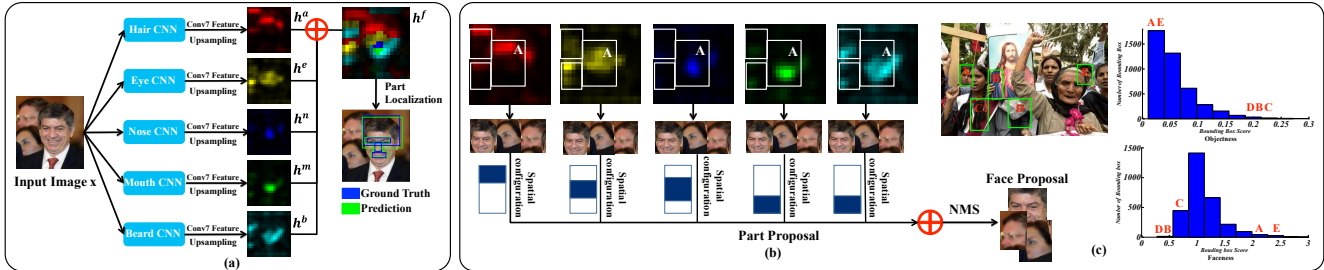 Hair CNN
Conv7 Feature
Upsampling
h^a
h^f
Eye CNN
Conv7 Feature
Upsampling
h^e
Part
Localization
Nose CNN
Conv7 Feature
Upsampling
h^n
Input Image x
Mouth CNN
Conv7 Feature
Upsampling
h^m
Ground Truth
Prediction
Beard CNN
Conv7 Feature
Upsampling
h^b
(a)
A
A
A
A
A
Spatial
configuration
Spatial
configuration
Spatial
configuration
Spatial
configuration
Spatial
configuration
Part Proposal
NMS
Face Proposal
(b)
(c)
A E
D B C
Number of Bounding Box
1500
1000
500
0
0
0.05
0.1
0.15
0.2
0.25
0.3
Bounding Box Score
Objectness
Number of Bounding box
1500
1000
500
0
D B
C
A
E
0
0.5
1
1.5
2
2.5
3
Bouding box Score
Faceness